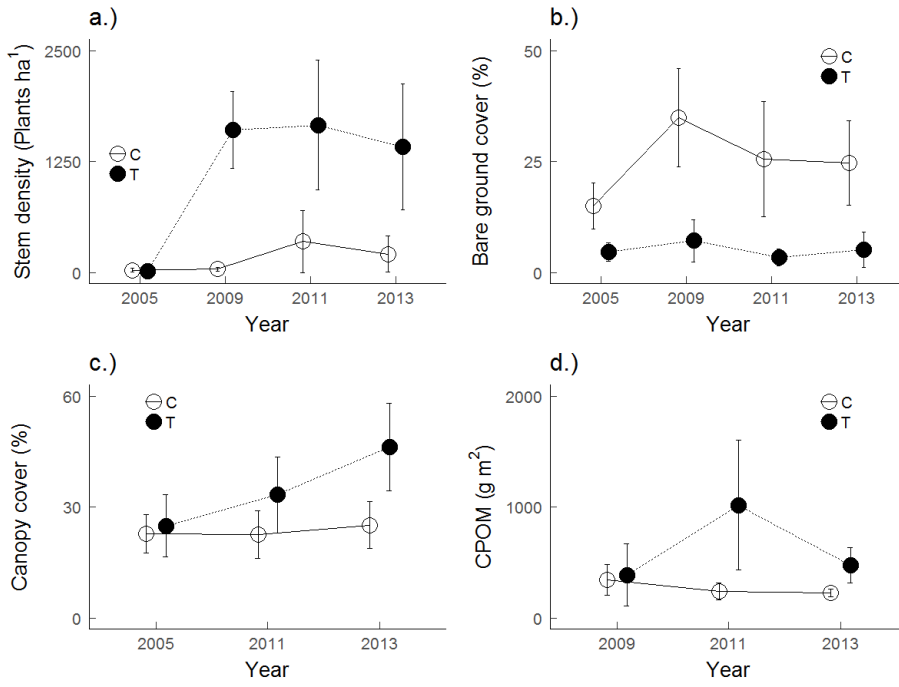 a.)
Stem density (Plants ha¹)
2500
1250
0
C
T
2005 2009 2011 2013
Year
b.)
Bare ground cover (%)
50
25
0
C
T
2005 2009 2011 2013
Year
c.)
Canopy cover (%)
60
30
0
C
T
2005 2011 2013
Year
d.)
CPOM (g m²)
2000
1000
0
C
T
2009 2011 2013
Year